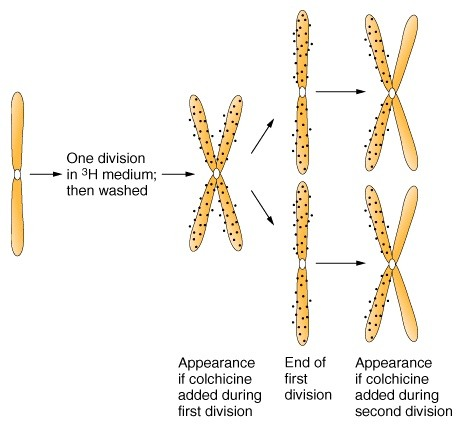 One division
in ³H medium;
then washed
Appearance
if colchicine
added during
first division
End of
first
division
Appearance
if colchicine
added during
second division